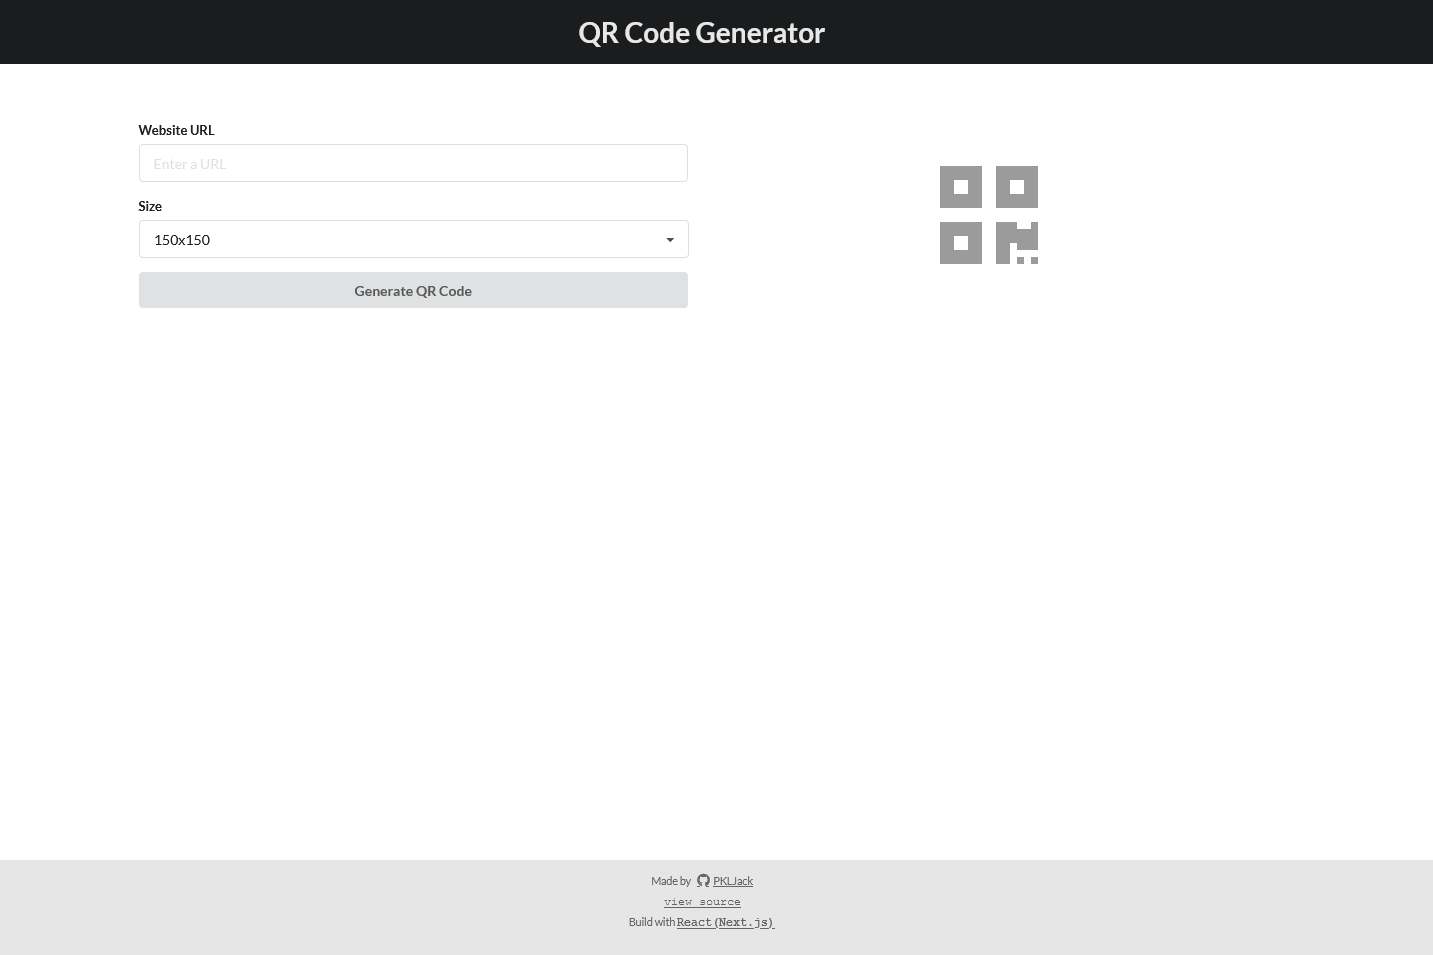 QR Code Generator
Website URL
Enter a URL
Size
150x150
Generate QR Code
Made by PKLJack
view source
Build with React(Next.js)